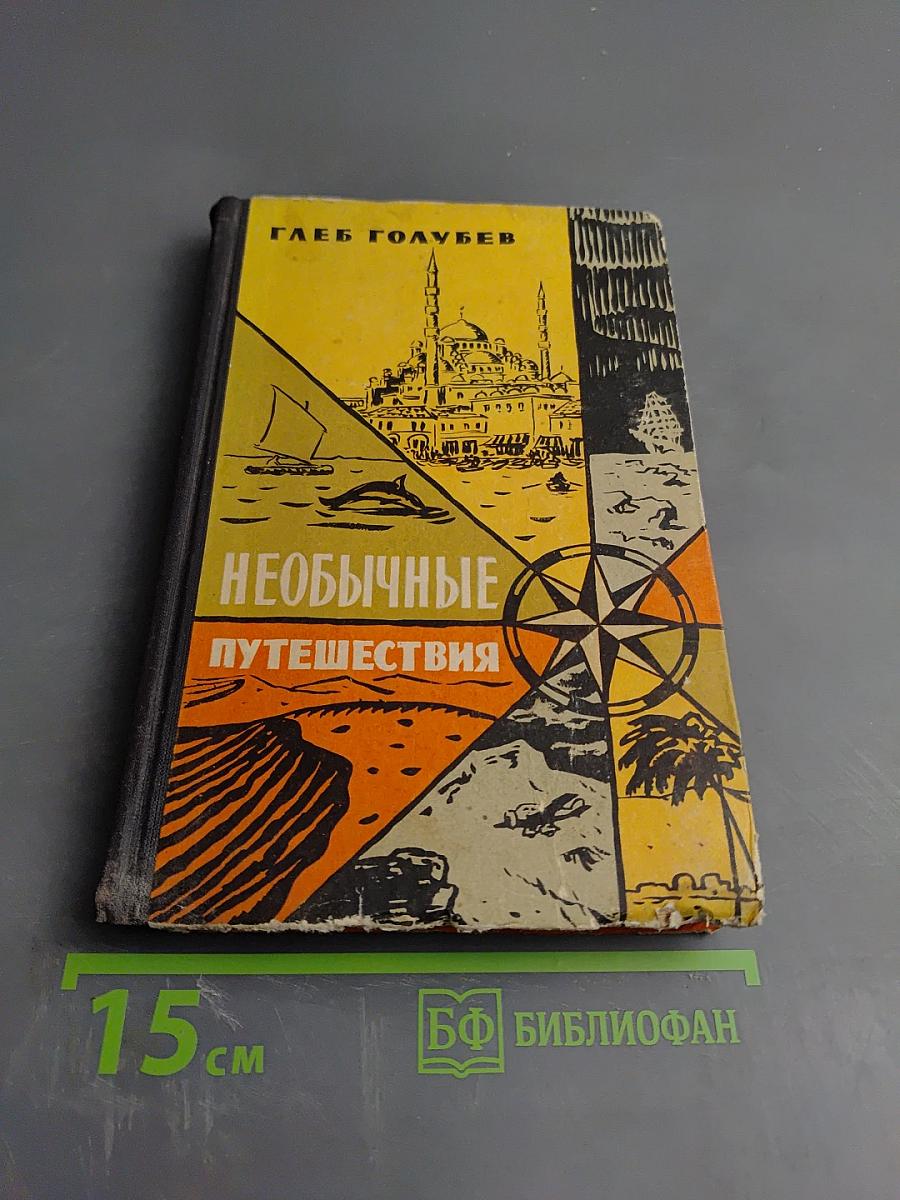 ГЛЕБ ГОЛУБЕВ
НЕОБЫЧНЫЕ
ПУТЕШЕСТВИЯ
15 см
БФ БИБЛИОФАН